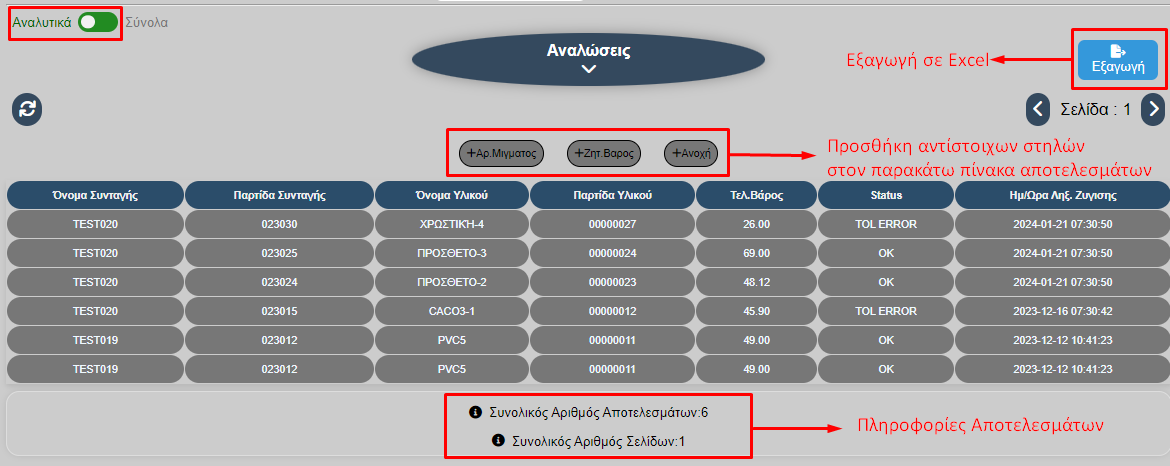 Αναλυτικά Σύνολα
Αναλώσεις
Εξαγωγή σε Excel
Εξαγωγή
Σελίδα : 1
+Αρ.Μιγματος +Ζητ.Βαρος +Ανοχή
Προσθήκη αντίστοιχων στηλών
στον παρακάτω πίνακα αποτελεσμάτων
Όνομα Συνταγής Παρτίδα Συνταγής Όνομα Υλικού Παρτίδα Υλικού Τελ.Βάρος Status Ημ/Ωρα Ληξ. Ζυγισης
TEST020 023030 ΧΡΩΣΤΙΚΉ-4 00000027 26.00 TOL ERROR 2024-01-21 07:30:50
TEST020 023025 ΠΡΟΣΘΕΤΟ-3 00000024 69.00 OK 2024-01-21 07:30:50
TEST020 023024 ΠΡΟΣΘΕΤΟ-2 00000023 48.12 OK 2024-01-21 07:30:50
TEST020 023015 CACO3-1 00000012 45.90 TOL ERROR 2023-12-16 07:30:42
TEST019 023012 PVC5 00000011 49.00 OK 2023-12-12 10:41:23
TEST019 023012 PVC5 00000011 49.00 OK 2023-12-12 10:41:23
Συνολικός Αριθμός Αποτελεσμάτων:6
Πληροφορίες Αποτελεσμάτων
Συνολικός Αριθμός Σελίδων:1